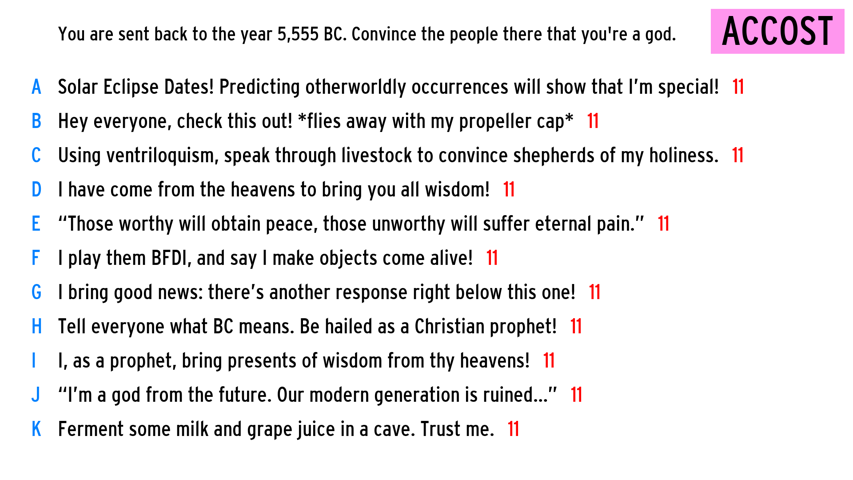 You are sent back to the year 5,555 BC. Convince the people there that you're a god.
ACCOST
A Solar Eclipse Dates! Predicting otherworldly occurrences will show that I'm special! 11
B Hey everyone, check this out! *flies away with my propeller cap* 11
C Using ventriloquism, speak through livestock to convince shepherds of my holiness. 11
D I have come from the heavens to bring you all wisdom! 11
E “Those worthy will obtain peace, those unworthy will suffer eternal pain.” 11
F I play them BFDI, and say I make objects come alive! 11
G I bring good news: there’s another response right below this one! 11
H Tell everyone what BC means. Be hailed as a Christian prophet! 11
I I, as a prophet, bring presents of wisdom from thy heavens! 11
J “I’m a god from the future. Our modern generation is ruined...” 11
K Ferment some milk and grape juice in a cave. Trust me. 11